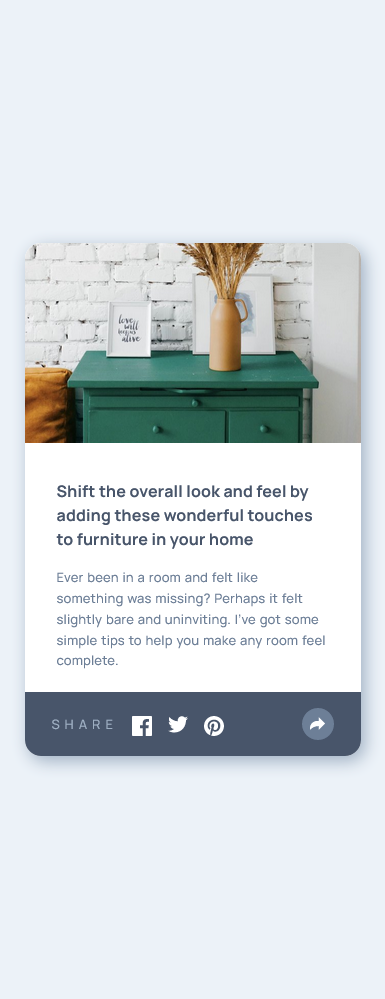 love
will
begins
alive
Shift the overall look and feel by
adding these wonderful touches
to furniture in your home
Ever been in a room and felt like
something was missing? Perhaps it felt
slightly bare and uninviting. I've got some
simple tips to help you make any room feel
complete.
SHARE